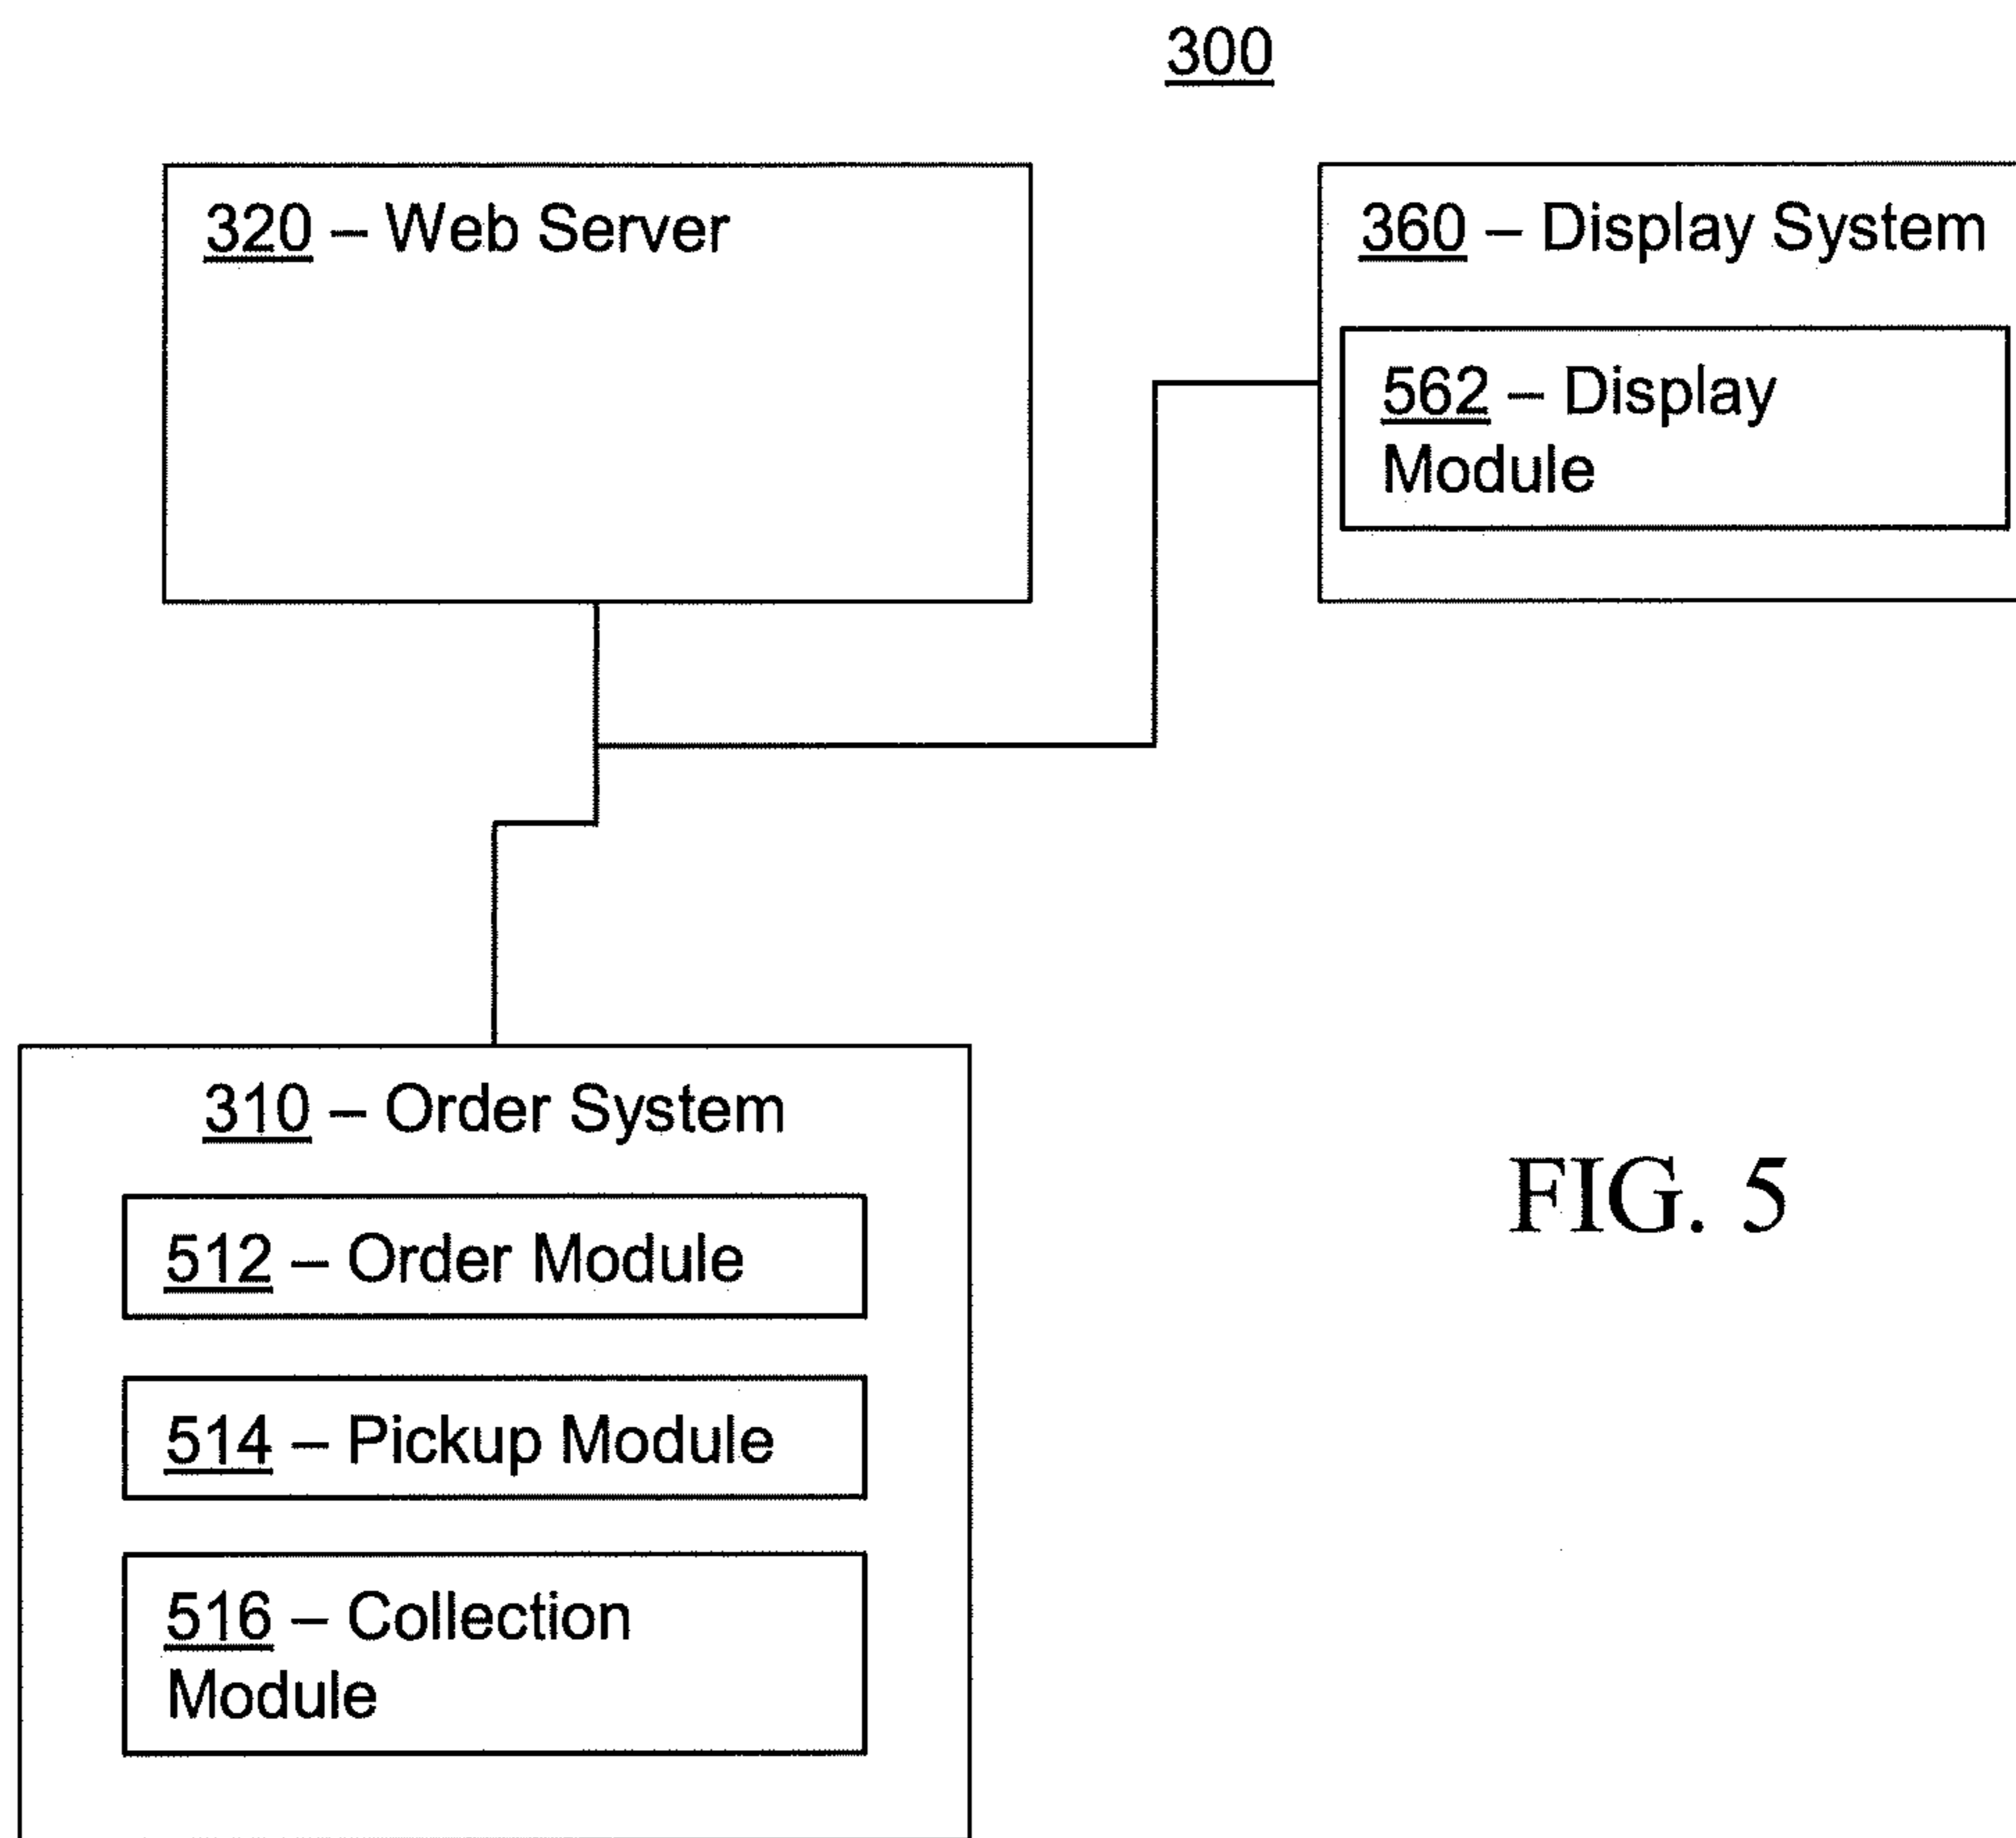 300
320 – Web Server
360 – Display System
562 – Display
Module
310 – Order System
512 – Order Module
514 – Pickup Module
516 – Collection
Module
FIG. 5